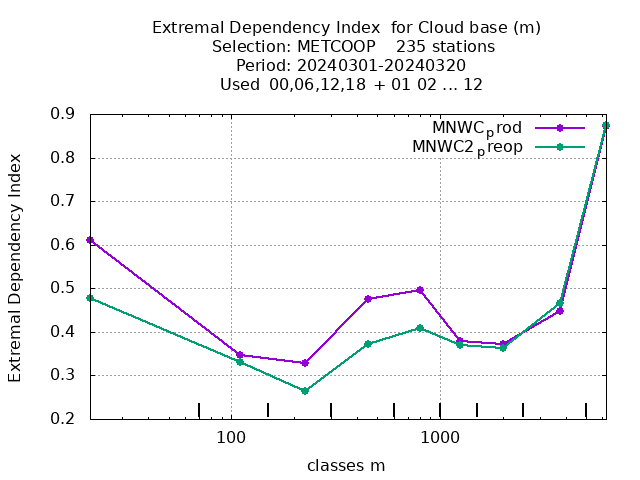 Extremal Dependency Index  for Cloud base (m)
Selection: METCOOP    235 stations
Period: 20240301-20240320
Used  00,06,12,18  + 01 02 ... 12
MNWCprod
MNWC2preop
0.9
0.8
0.7
0.6
0.5
0.4
0.3
0.2
Extremal Dependency Index
100 1000
classes m